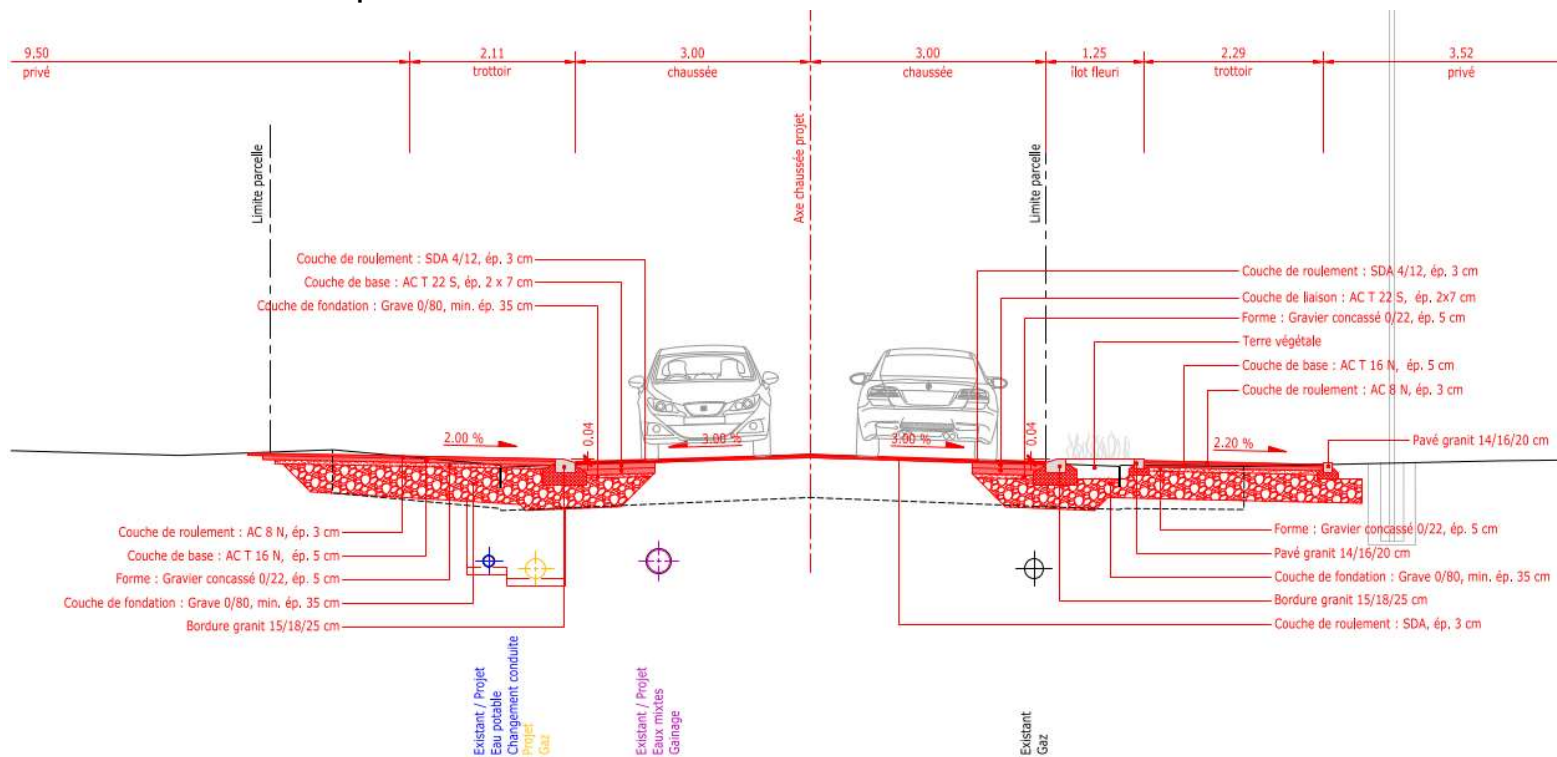 9,50
privé
2,11
trottoir
3,00
chaussée
3,00
chaussée
1,25
îlot fleuri
2,29
trottoir
3,52
privé
Limite parcelle
Axe chaussée projet
Limite parcelle
Couche de roulement : SDA 4/12, ép. 3 cm
Couche de base : AC T 22 S, ép. 2 x 7 cm
Couche de fondation : Grave 0/80, min. ép. 35 cm
Couche de roulement : SDA 4/12, ép. 3 cm
Couche de liaison : AC T 22 S, ép. 2x7 cm
Forme : Gravier concassé 0/22, ép. 5 cm
Terre végétale
Couche de base : AC T 16 N, ép. 5 cm
Couche de roulement : AC 8 N, ép. 3 cm
Pavé granit 14/16/20 cm
2.00 %
0,04
3.00 %
3.00 %
0,04
2.20 %
Couche de roulement : AC 8 N, ép. 3 cm
Couche de base : AC T 16 N, ép. 5 cm
Forme : Gravier concassé 0/22, ép. 5 cm
Couche de fondation : Grave 0/80, min. ép. 35 cm
Bordure granit 15/18/25 cm
Forme : Gravier concassé 0/22, ép. 5 cm
Pavé granit 14/16/20 cm
Couche de fondation : Grave 0/80, min. ép. 35 cm
Bordure granit 15/18/25 cm
Couche de roulement : SDA, ép. 3 cm
Existant / Projet
Eau potable
Changement conduite
Projet
Gaz
Existant / Projet
Eaux mixtes
Gainage
Existant
Gaz